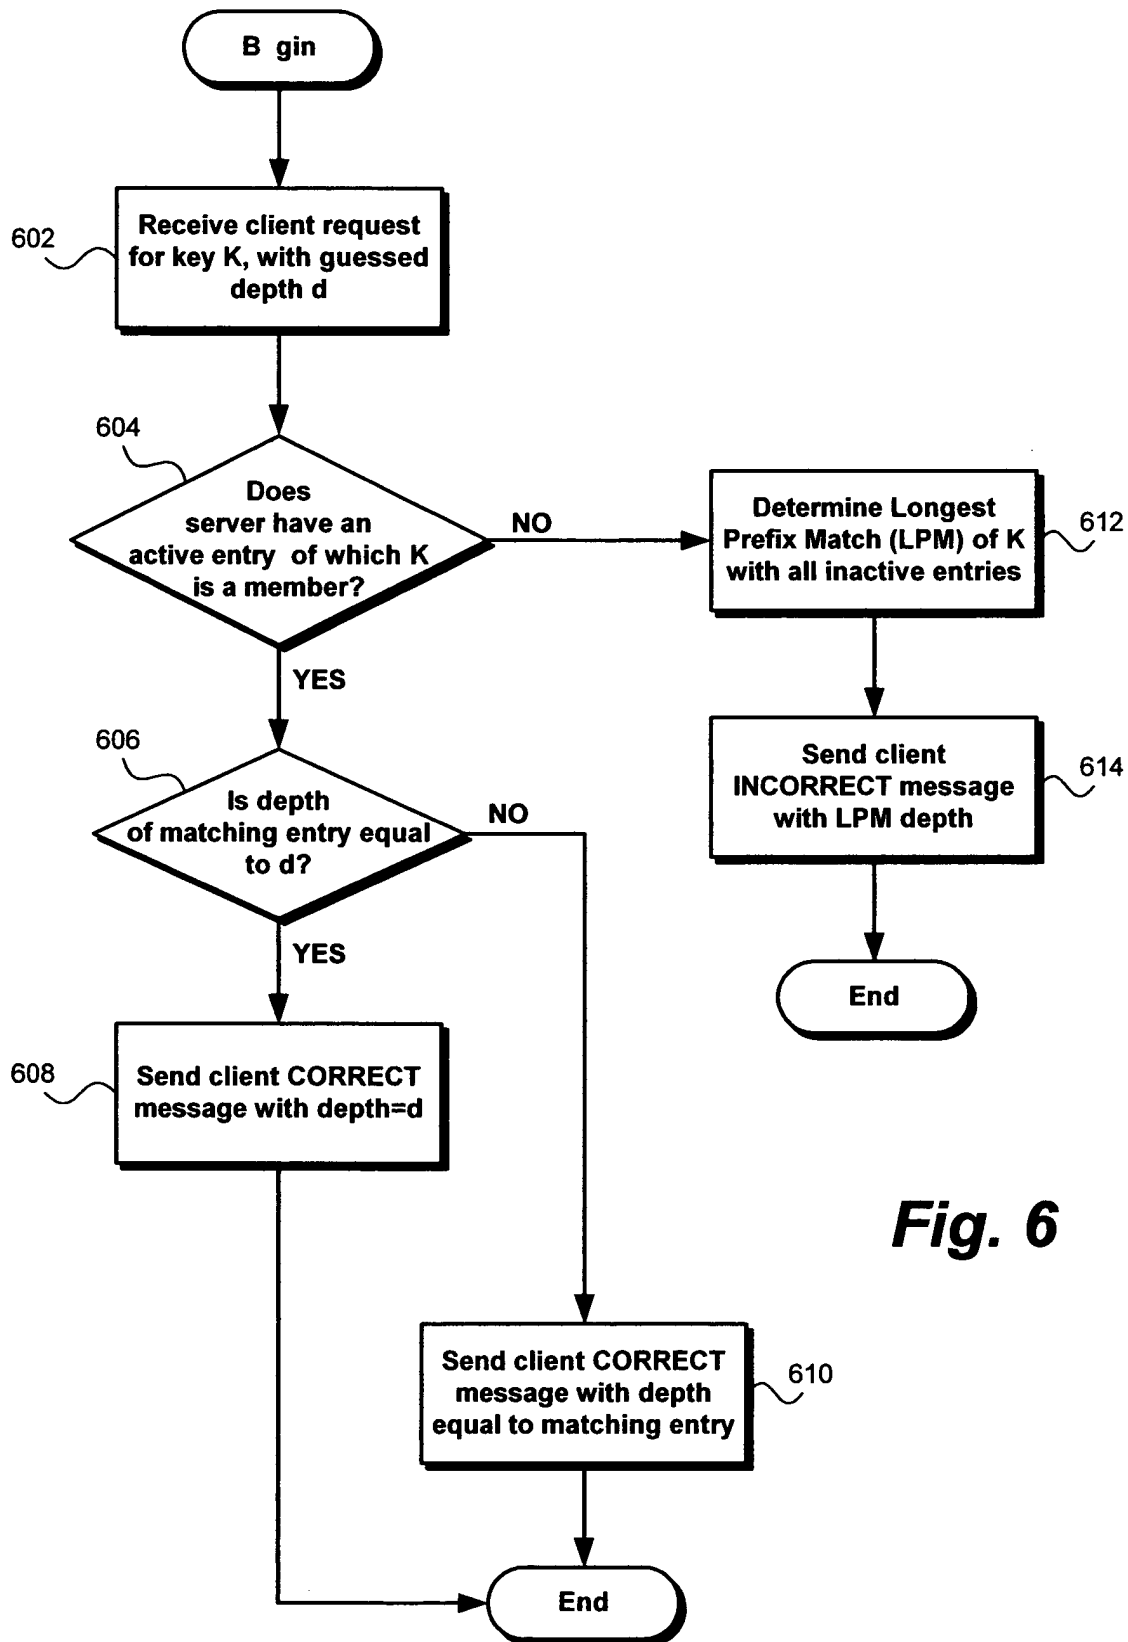 B gin
602
Receive client request
for key K, with guessed
depth d
604
Does
server have an
active entry of which K
is a member?
NO
Determine Longest
Prefix Match (LPM) of K
with all inactive entries
612
YES
606
Is depth
of matching entry equal
to d?
NO
Send client
INCORRECT message
with LPM depth
614
YES
End
608
Send client CORRECT
message with depth=d
Fig. 6
Send client CORRECT
message with depth
equal to matching entry
610
End